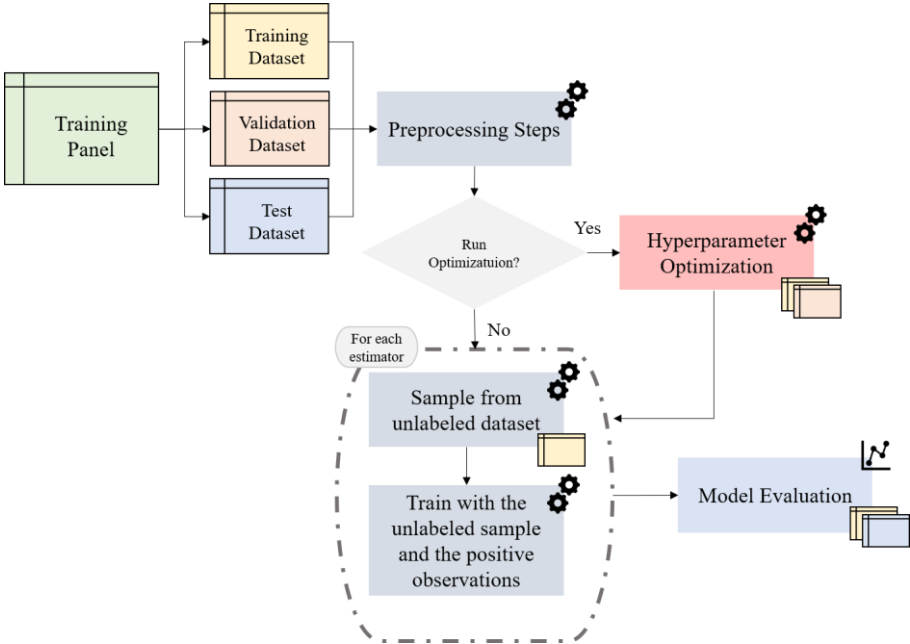 Training
Dataset
Training
Panel
Validation
Dataset
Test
Dataset
Preprocessing Steps
Run
Optimizatuion?
Yes
Hyperparameter
Optimization
No
For each
estimator
Sample from
unlabeled dataset
Train with the
unlabeled sample
and the positive
observations
Model Evaluation